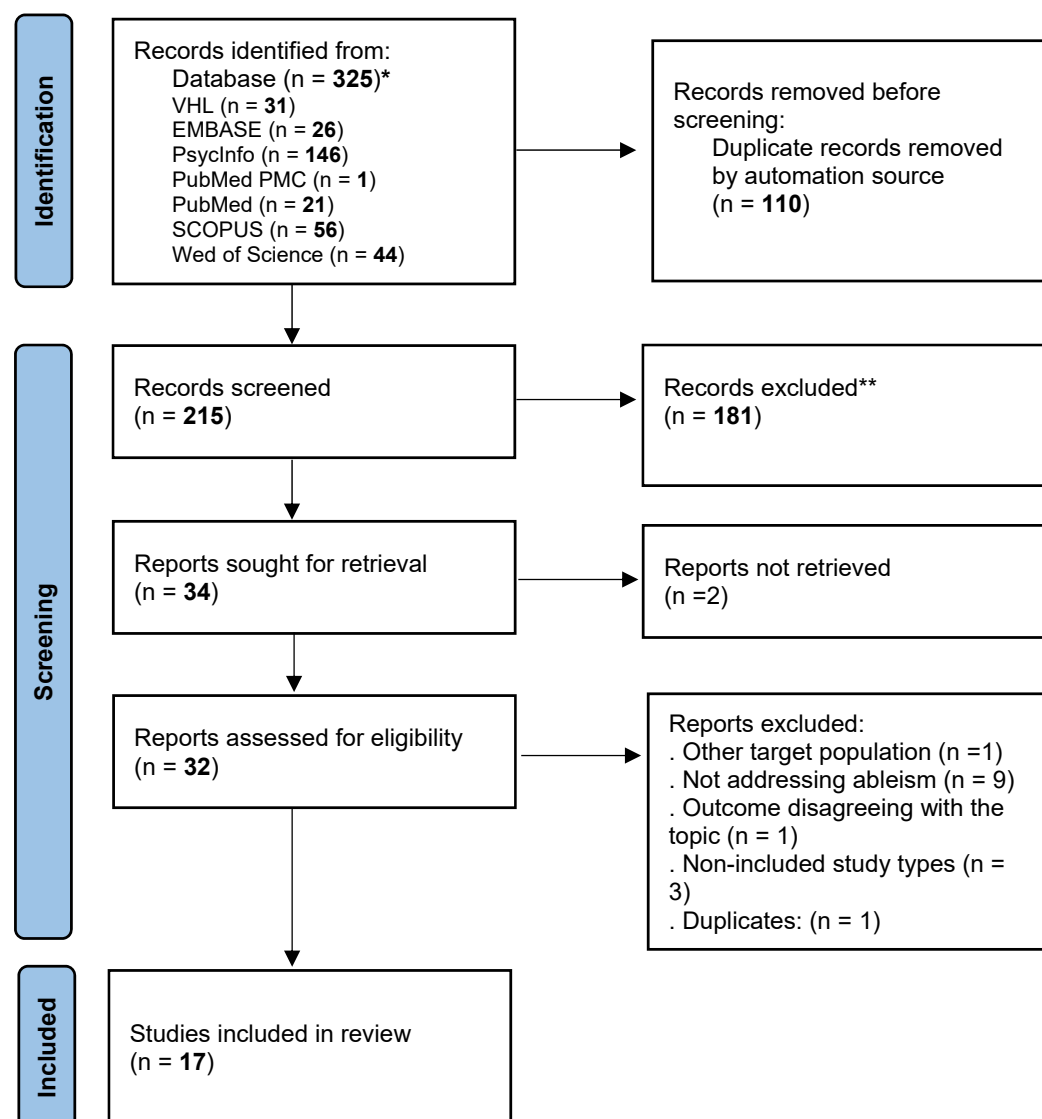 Identification
Records identified from:
Database (n = 325)*
VHL (n = 31)
EMBASE (n = 26)
PsycInfo (n = 146)
PubMed PMC (n = 1)
PubMed (n = 21)
SCOPUS (n = 56)
Wed of Science (n = 44)
Records removed before
screening:
Duplicate records removed
by automation source
(n = 110)
Screening
Records screened
(n = 215)
Records excluded**
(n = 181)
Reports sought for retrieval
(n = 34)
Reports not retrieved
(n =2)
Reports assessed for eligibility
(n = 32)
Reports excluded:
. Other target population (n =1)
. Not addressing ableism (n = 9)
. Outcome disagreeing with the
topic (n = 1)
. Non-included study types (n =
3)
. Duplicates: (n = 1)
Included
Studies included in review
(n = 17)